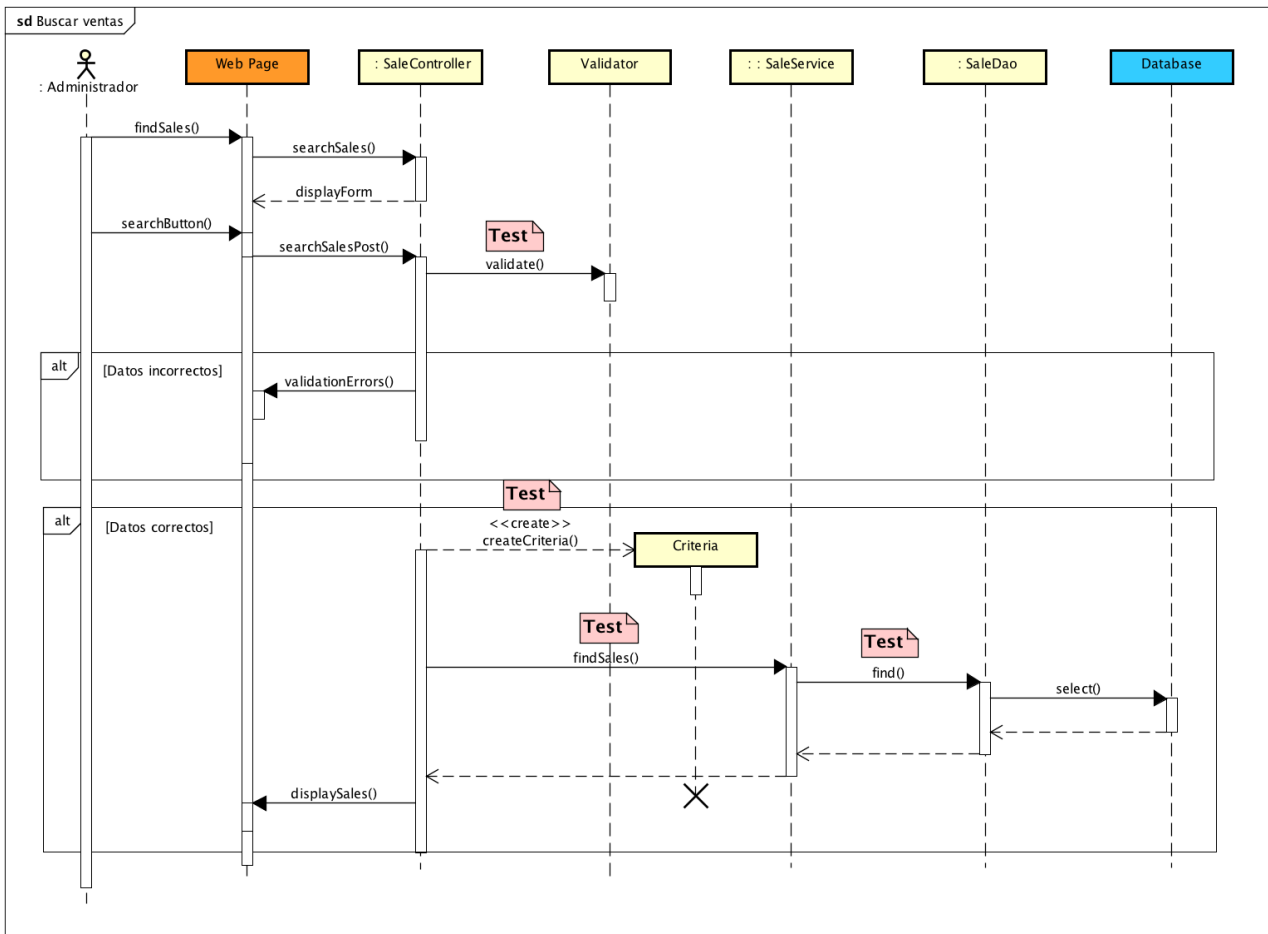 sd Buscar ventas
: Administrador
Web Page
: SaleController
Validator
: : SaleService
: SaleDao
Database
findSales()
searchSales()
displayForm
searchButton()
searchSalesPost()
Test
validate()
alt
[Datos incorrectos]
validationErrors()
Test
alt
[Datos correctos]
<<create>>
createCriteria()
Criteria
Test
findSales()
Test
find()
select()
displaySales()